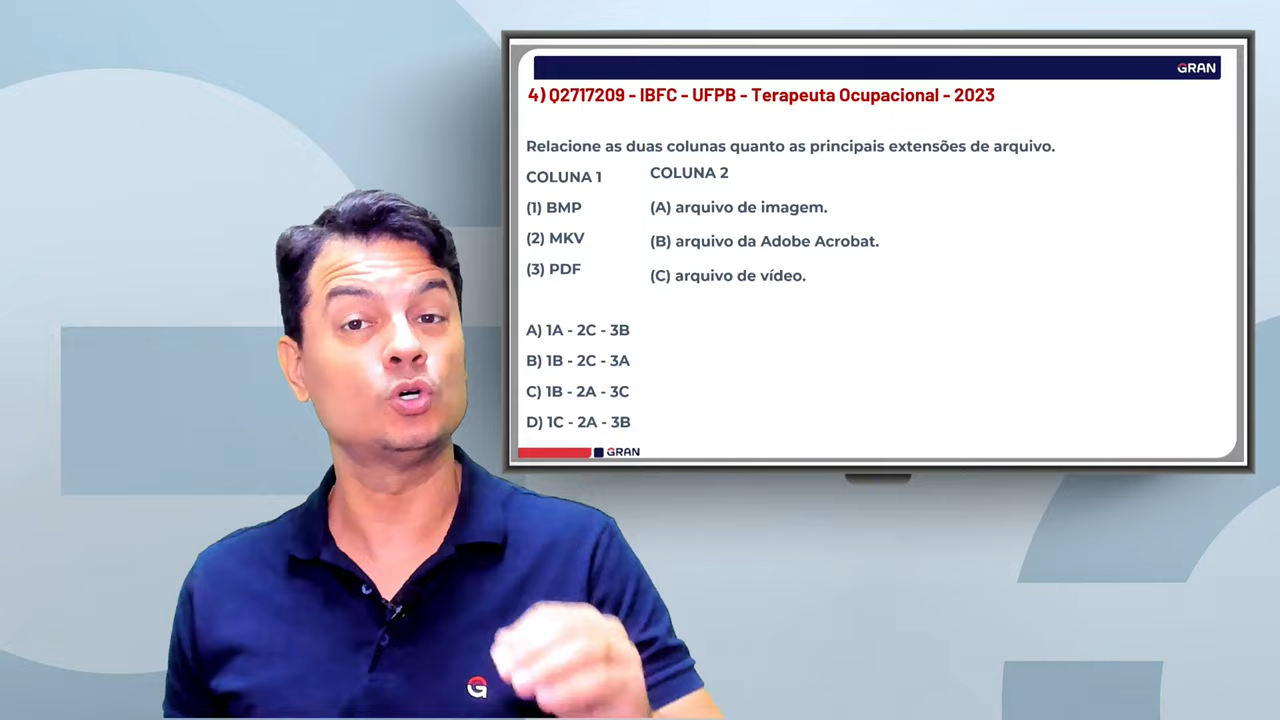 GRAN
4) Q2717209 - IBFC - UFPB - Terapeuta Ocupacional - 2023
Relacione as duas colunas quanto as principais extensões de arquivo.
COLUNA 1
(1) BMP
(2) MKV
(3) PDF
COLUNA 2
(A) arquivo de imagem.
(B) arquivo da Adobe Acrobat.
(C) arquivo de vídeo.
A) 1A - 2C - 3B
B) 1B - 2C - 3A
C) 1B - 2A - 3C
D) 1C - 2A - 3B
GRAN
G